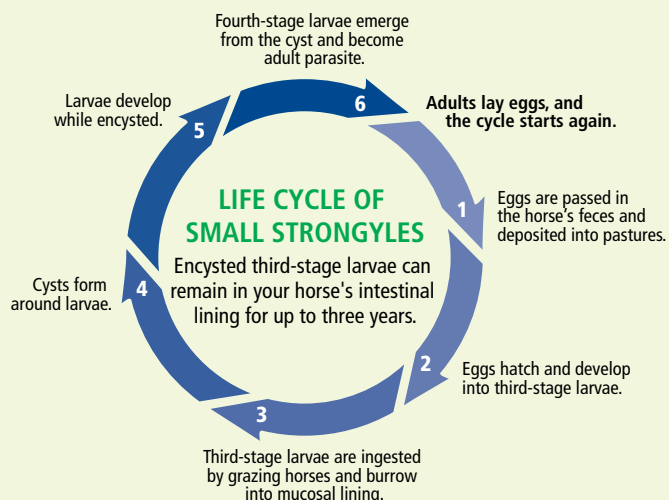 LIFE CYCLE OF
SMALL STRONGYLES
Encysted third-stage larvae can
remain in your horse's intestinal
lining for up to three years.
1
Eggs are passed in
the horse’s feces and
deposited into pastures.
2
Eggs hatch and develop
into third-stage larvae.
3
Third-stage larvae are ingested
by grazing horses and burrow
into mucosal lining.
4
Cysts form
around larvae.
5
Larvae develop
while encysted.
6
Fourth-stage larvae emerge
from the cyst and become
adult parasite.
Adults lay eggs, and
the cycle starts again.